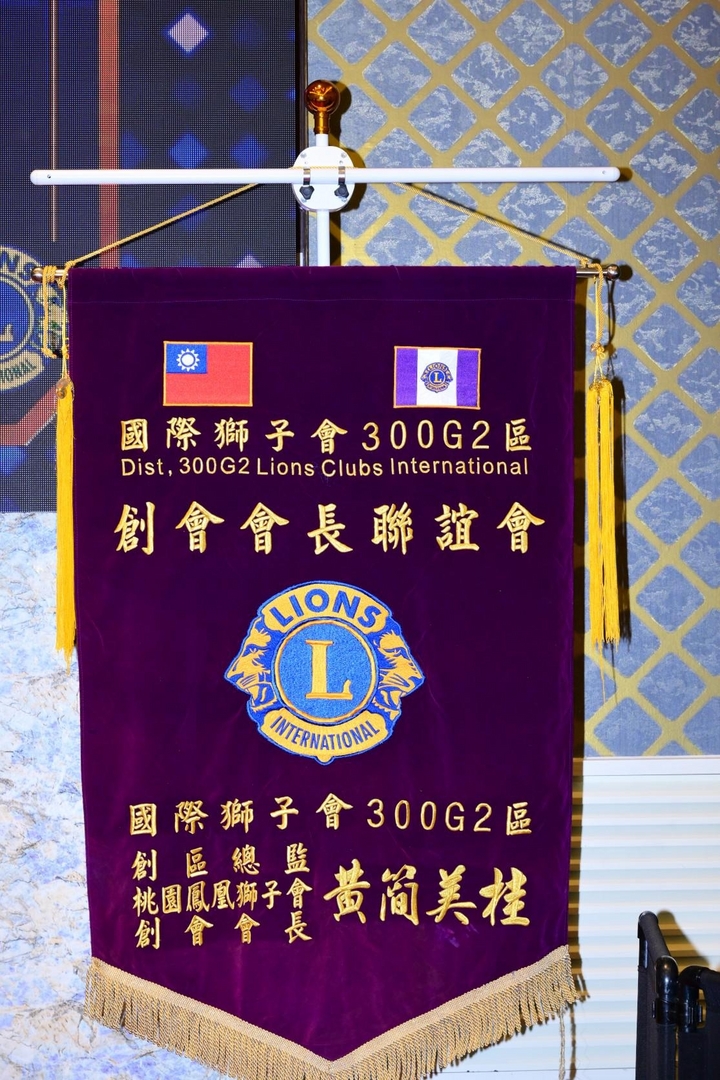 國際獅子會300G2區
Dist, 300G2 Lions Clubs International
創會會長聯誼會
LIONS
L
INTERNATIONAL
國際獅子會300G2區
創區總監
桃園鳳凰獅子會
創會會長
黃簡美桂